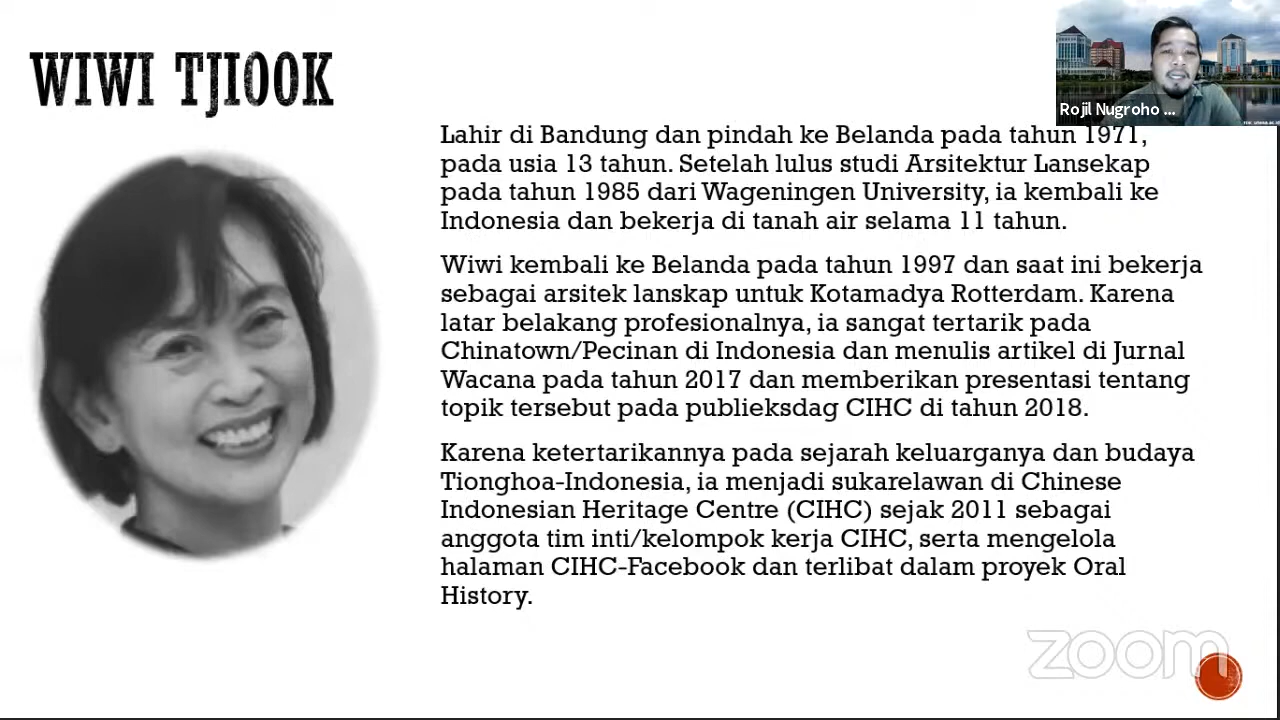 WIWI TJIOOK
Rojil Nugroho ...
Lahir di Bandung dan pindah ke Belanda pada tahun 1971,
pada usia 13 tahun. Setelah lulus studi Arsitektur Lansekap
pada tahun 1985 dari Wageningen University, ia kembali ke
Indonesia dan bekerja di tanah air selama 11 tahun.
Wiwi kembali ke Belanda pada tahun 1997 dan saat ini bekerja
sebagai arsitek lanskap untuk Kotamadya Rotterdam. Karena
latar belakang profesionalnya, ia sangat tertarik pada
Chinatown/Pecinan di Indonesia dan menulis artikel di Jurnal
Wacana pada tahun 2017 dan memberikan presentasi tentang
topik tersebut pada publieksdag CIHC di tahun 2018.
Karena ketertarikannya pada sejarah keluarganya dan budaya
Tionghoa-Indonesia, ia menjadi sukarelawan di Chinese
Indonesian Heritage Centre (CIHC) sejak 2011 sebagai
anggota tim inti/kelompok kerja CIHC, serta mengelola
halaman CIHC-Facebook dan terlibat dalam proyek Oral
History.
zoom